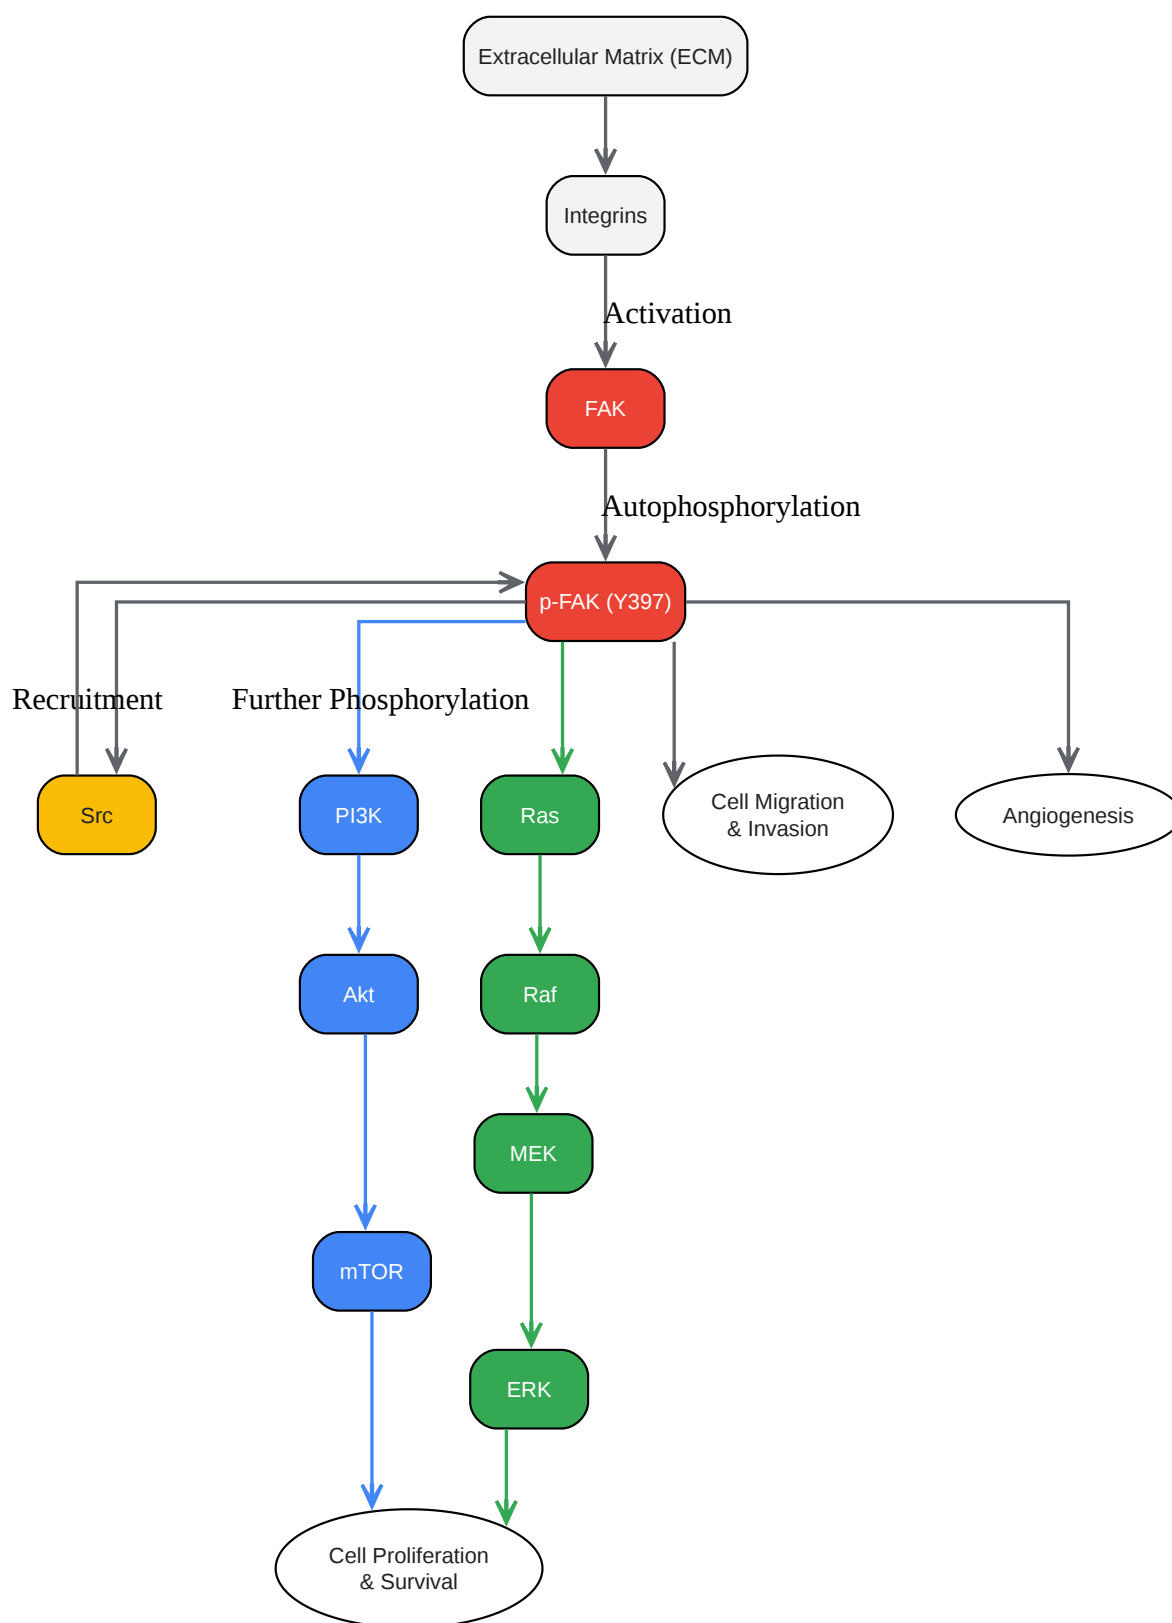 Extracellular Matrix (ECM)
Integrins
Activation
FAK
Autophosphorylation
p-FAK (Y397)
Recruitment
Further Phosphorylation
Src
PI3K
Ras
Cell Migration
& Invasion
Angiogenesis
Akt
Raf
MEK
mTOR
ERK
Cell Proliferation
& Survival